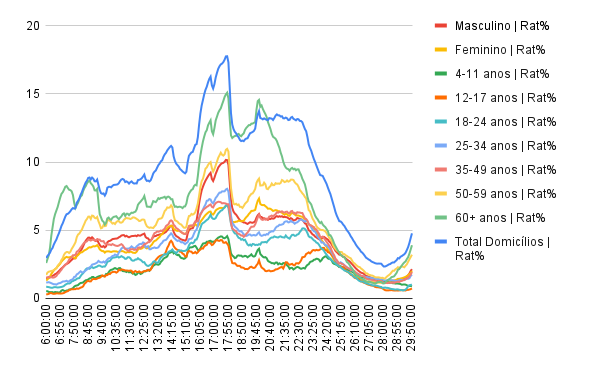 20
15
10
5
0
6:00:00
6:55:00
7:50:00
8:45:00
9:40:00
10:35:00
11:30:00
12:25:00
13:20:00
14:15:00
15:10:00
16:05:00
17:00:00
17:55:00
18:50:00
19:45:00
20:40:00
21:35:00
22:30:00
23:25:00
24:20:00
25:15:00
26:10:00
27:05:00
28:00:00
28:55:00
29:50:00
Masculino | Rat%
Feminino | Rat%
4-11 anos | Rat%
12-17 anos | Rat%
18-24 anos | Rat%
25-34 anos | Rat%
35-49 anos | Rat%
50-59 anos | Rat%
60+ anos | Rat%
Total Domicílios |
Rat%